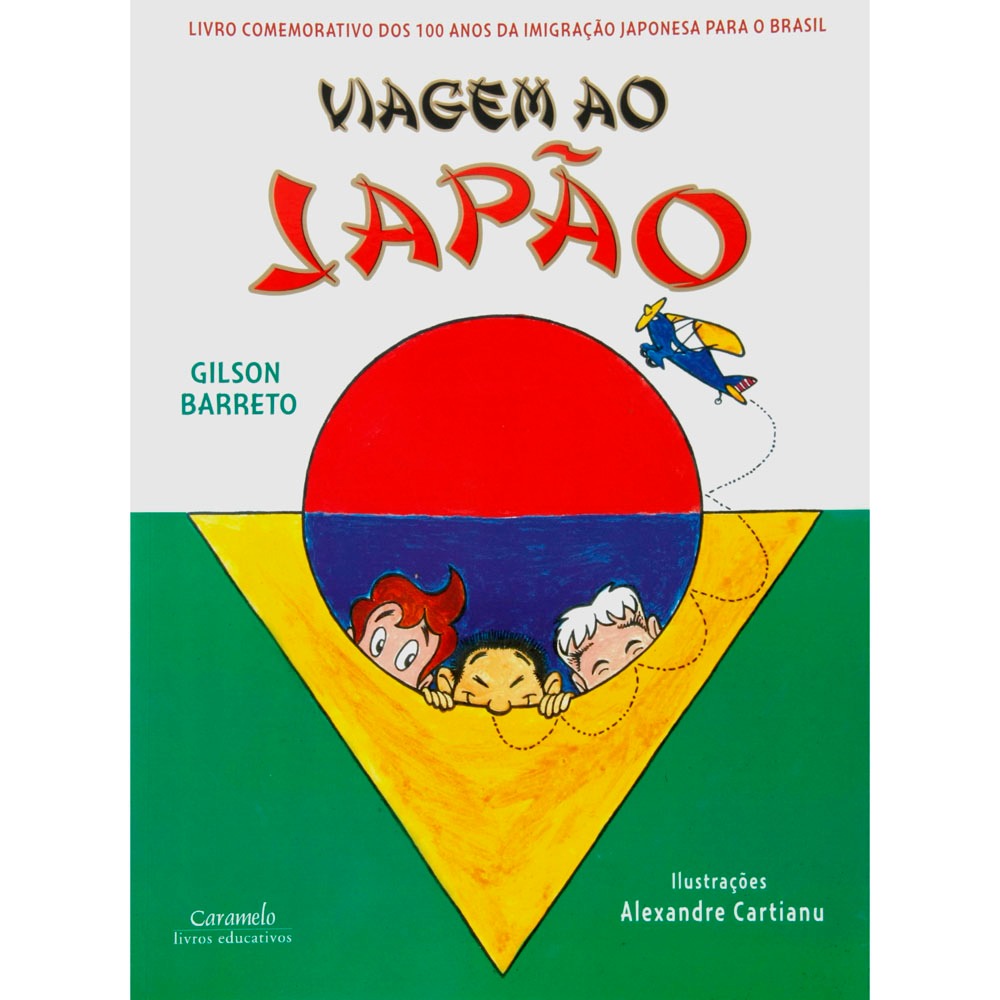 LIVRO COMEMORATIVO DOS 100 ANOS DA IMIGRAÇÃO JAPONESA PARA O BRASIL
VIAGEM AO
JAPÃO
GILSON
BARRETO
Ilustrações
Alexandre Cartianu
Caramelo
livros educativos